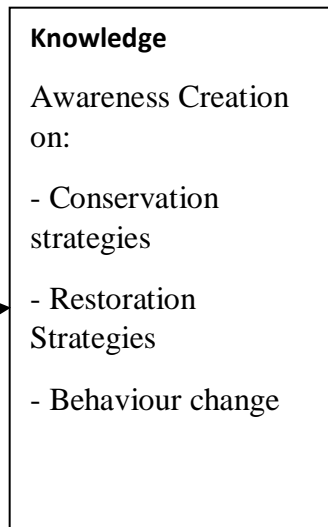 Knowledge
Awareness Creation
on:
- Conservation
strategies
- Restoration
Strategies
- Behaviour change